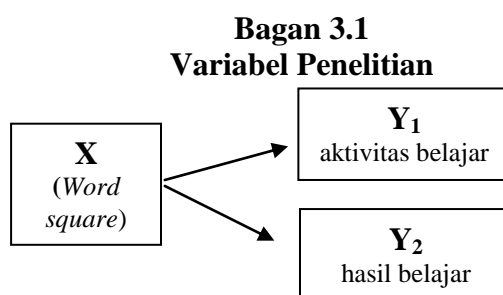 Bagan 3.1
Variabel Penelitian
X
(Word
square)
Y₁
aktivitas belajar
Y₂
hasil belajar